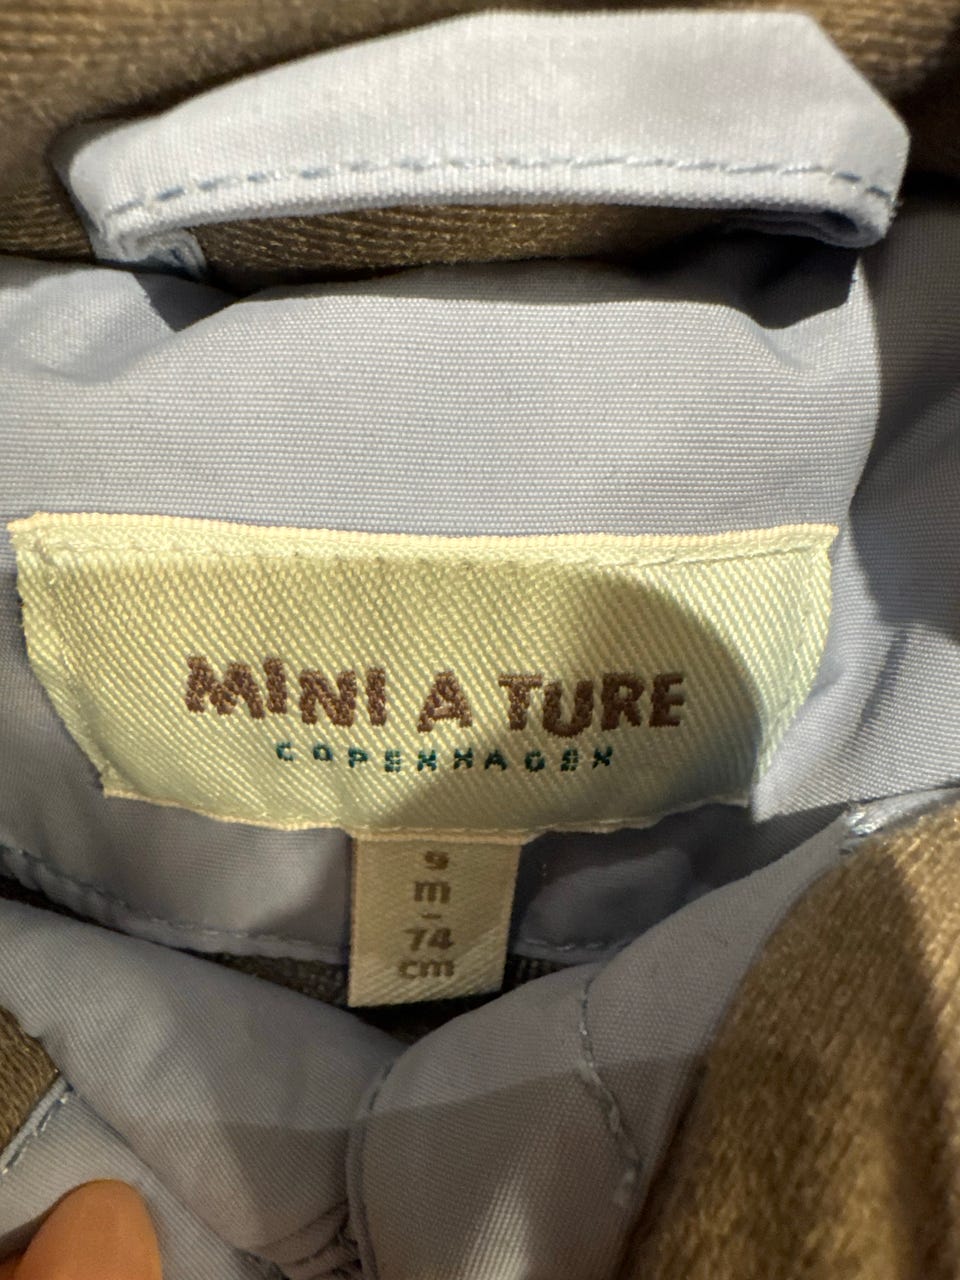 MINI A TURE
COPENHAGEN
9
m
-
74
cm